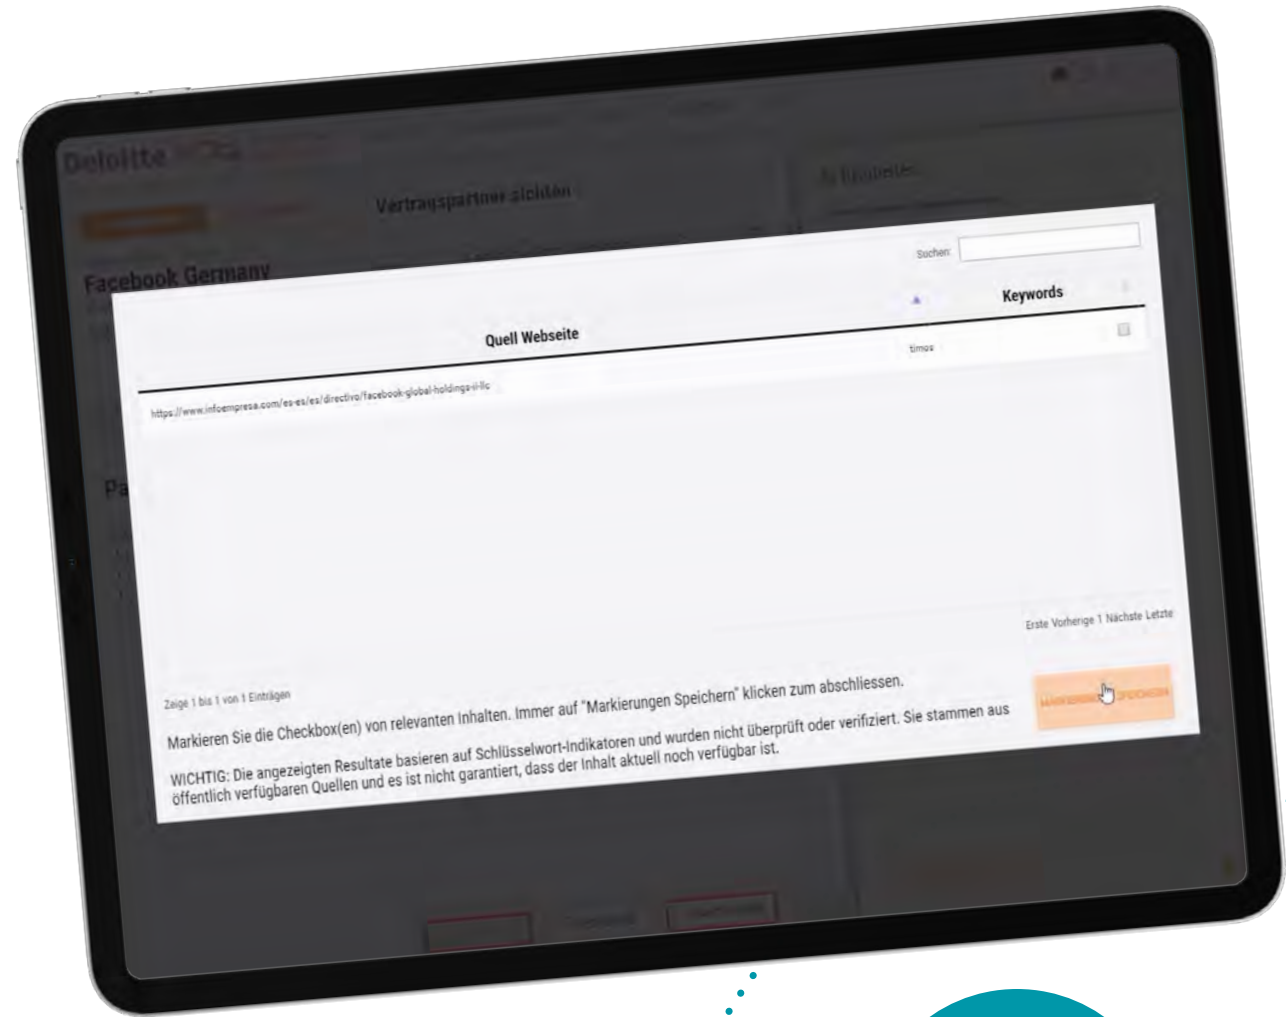 Deloitte
Vertragspartner sichten
Facebook Germany
Suchen:
Quell Webseite
Keywords
https://www.infoempresa.com/es-es/es/directivo/facebook-global-holdings-ii-llc
timos
Erste Vorherige 1 Nächste Letzte
Zeige 1 bis 1 von 1 Einträgen
Markieren Sie die Checkbox(en) von relevanten Inhalten. Immer auf "Markierungen Speichern" klicken zum abschliessen.
WICHTIG: Die angezeigten Resultate basieren auf Schlüsselwort-Indikatoren und wurden nicht überprüft oder verifiziert. Sie stammen aus
öffentlich verfügbaren Quellen und es ist nicht garantiert, dass der Inhalt aktuell noch verfügbar ist.